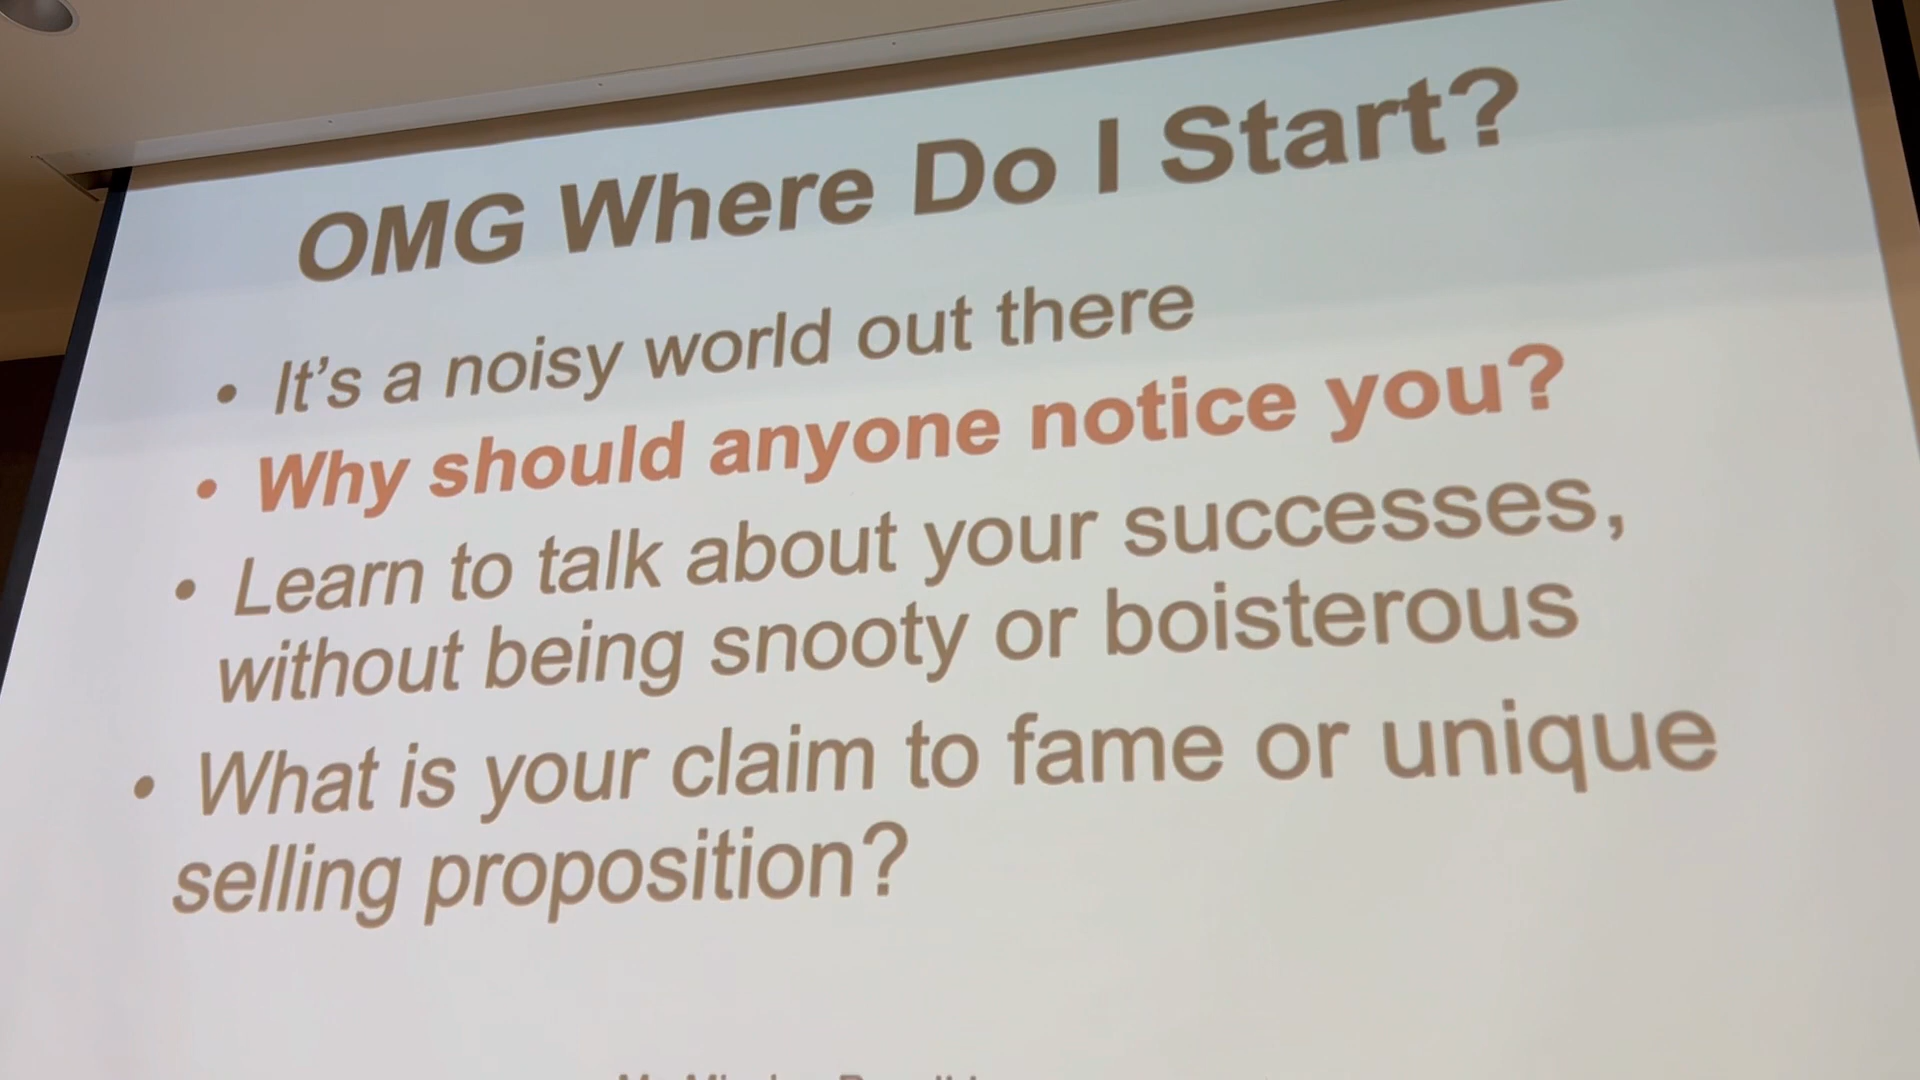 OMG Where Do I Start?
• It's a noisy world out there
• Why should anyone notice you?
• Learn to talk about your successes,
without being snooty or boisterous
• What is your claim to fame or unique
selling proposition?